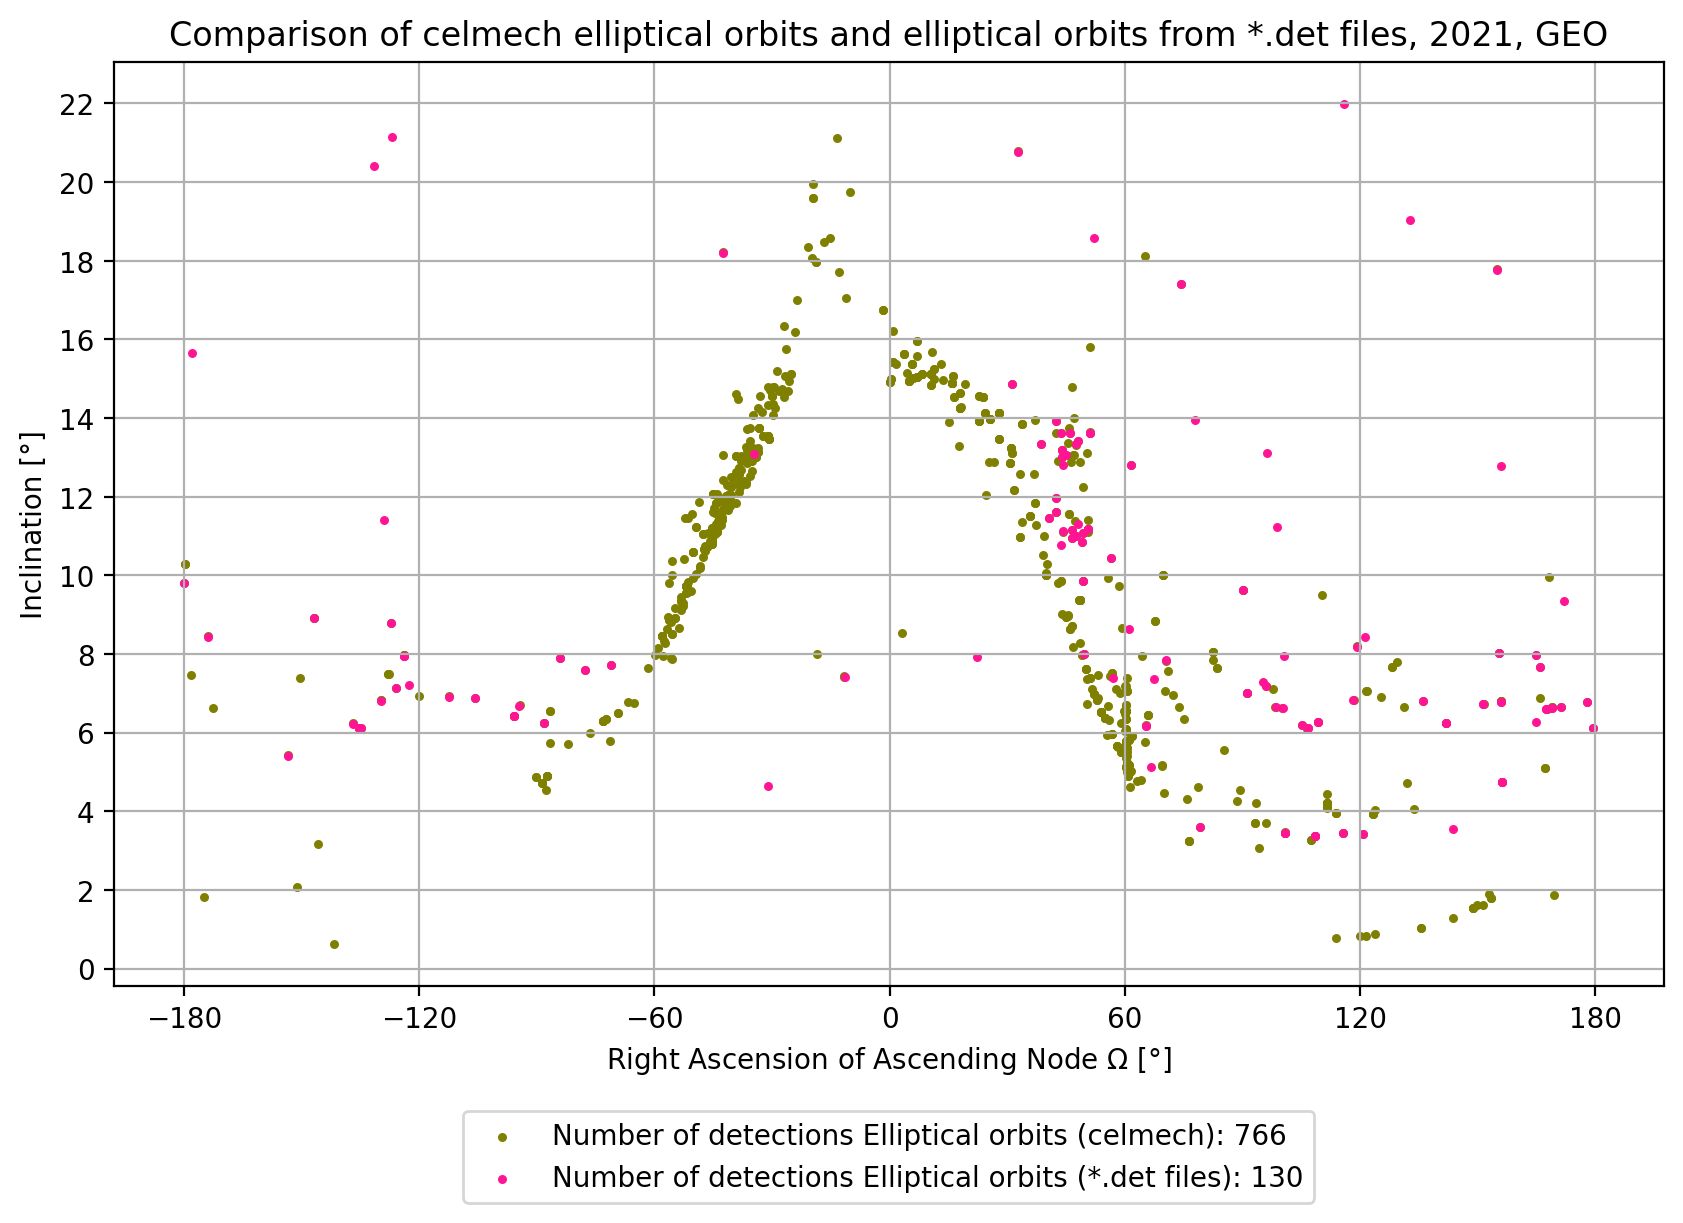 Comparison of celmech elliptical orbits and elliptical orbits from *.det files, 2021, GEO
22
20
18
16
14
12
10
8
6
4
2
0
Inclination [°]
−180 −120 −60 0 60 120 180
Right Ascension of Ascending Node Ω [°]
Number of detections Elliptical orbits (celmech): 766
Number of detections Elliptical orbits (*.det files): 130